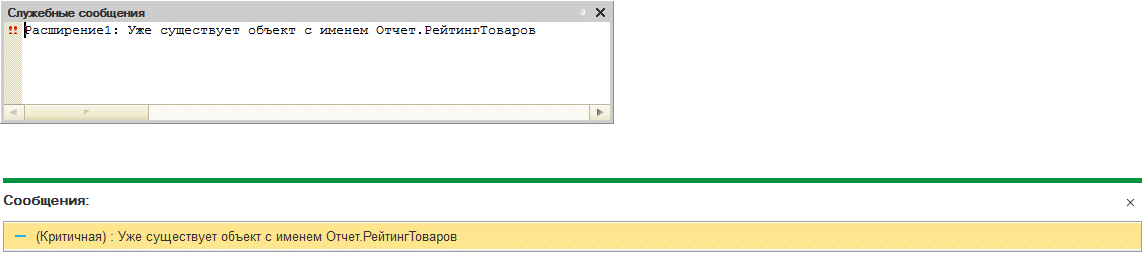 Служебные сообщения
Расширение1: Уже существует объект с именем Отчет.РейтингТоваров
Сообщения:
(Критичная) : Уже существует объект с именем Отчет.РейтингТоваров